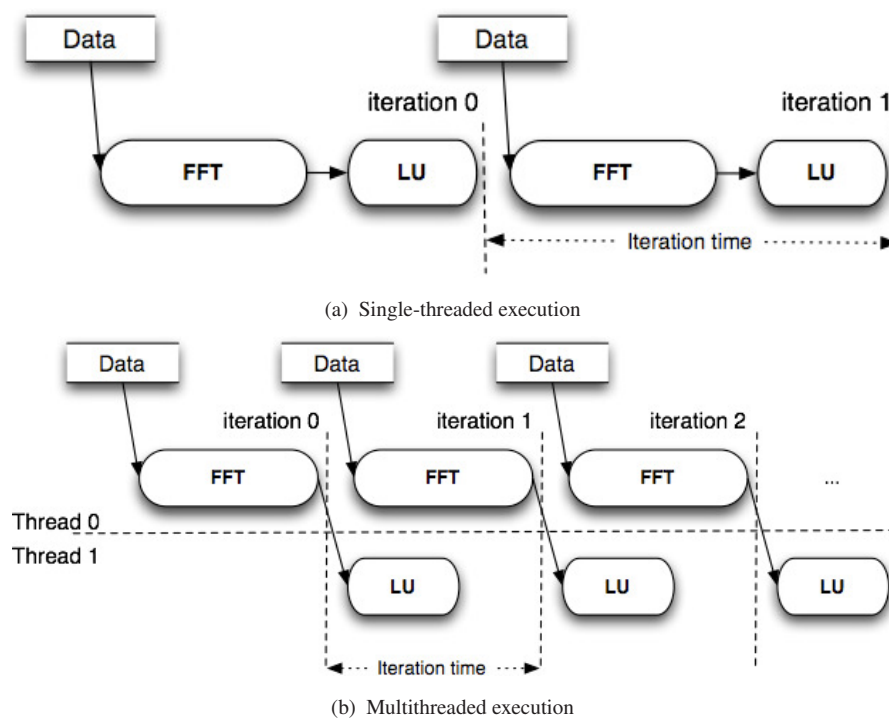 Data
Data
iteration 0
iteration 1
FFT
LU
FFT
LU
Iteration time
(a) Single-threaded execution
Data
Data
Data
iteration 0
iteration 1
iteration 2
FFT
FFT
FFT
...
Thread 0
Thread 1
LU
LU
LU
Iteration time
(b) Multithreaded execution